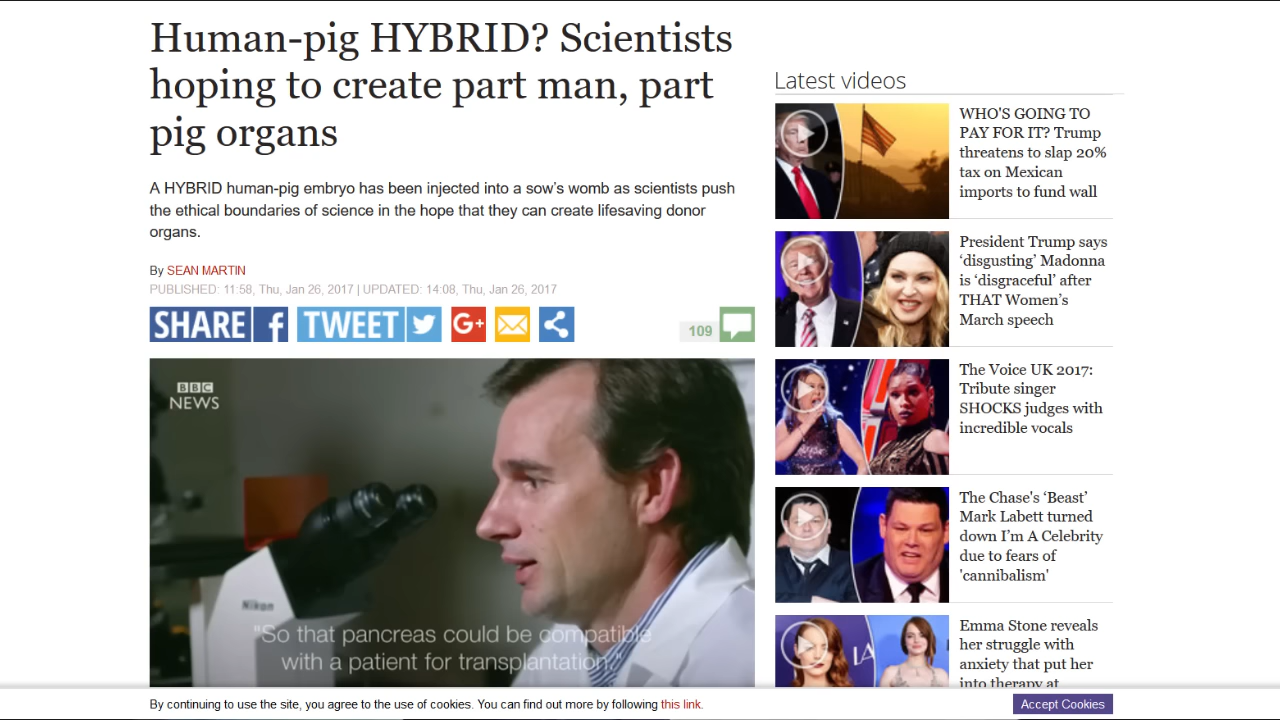 Human-pig HYBRID? Scientists
hoping to create part man, part
pig organs
A HYBRID human-pig embryo has been injected into a sow's womb as scientists push
the ethical boundaries of science in the hope that they can create lifesaving donor
organs.
By SEAN MARTIN
PUBLISHED: 11:58, Thu, Jan 26, 2017 | UPDATED: 14:08, Thu, Jan 26, 2017
SHARE f TWEET G+
109
BBC
NEWS
Nikon
"So that pancreas could be compatible
with a patient for transplantation."
Latest videos
WHO'S GOING TO
PAY FOR IT? Trump
threatens to slap 20%
tax on Mexican
imports to fund wall
President Trump says
'disgusting' Madonna
is 'disgraceful' after
THAT Women's
March speech
The Voice UK 2017:
Tribute singer
SHOCKS judges with
incredible vocals
The Chase's 'Beast'
Mark Labett turned
down I'm A Celebrity
due to fears of
'cannibalism'
LA
Emma Stone reveals
her struggle with
anxiety that put her
into therapy at
By continuing to use the site, you agree to the use of cookies. You can find out more by following this link.
Accept Cookies